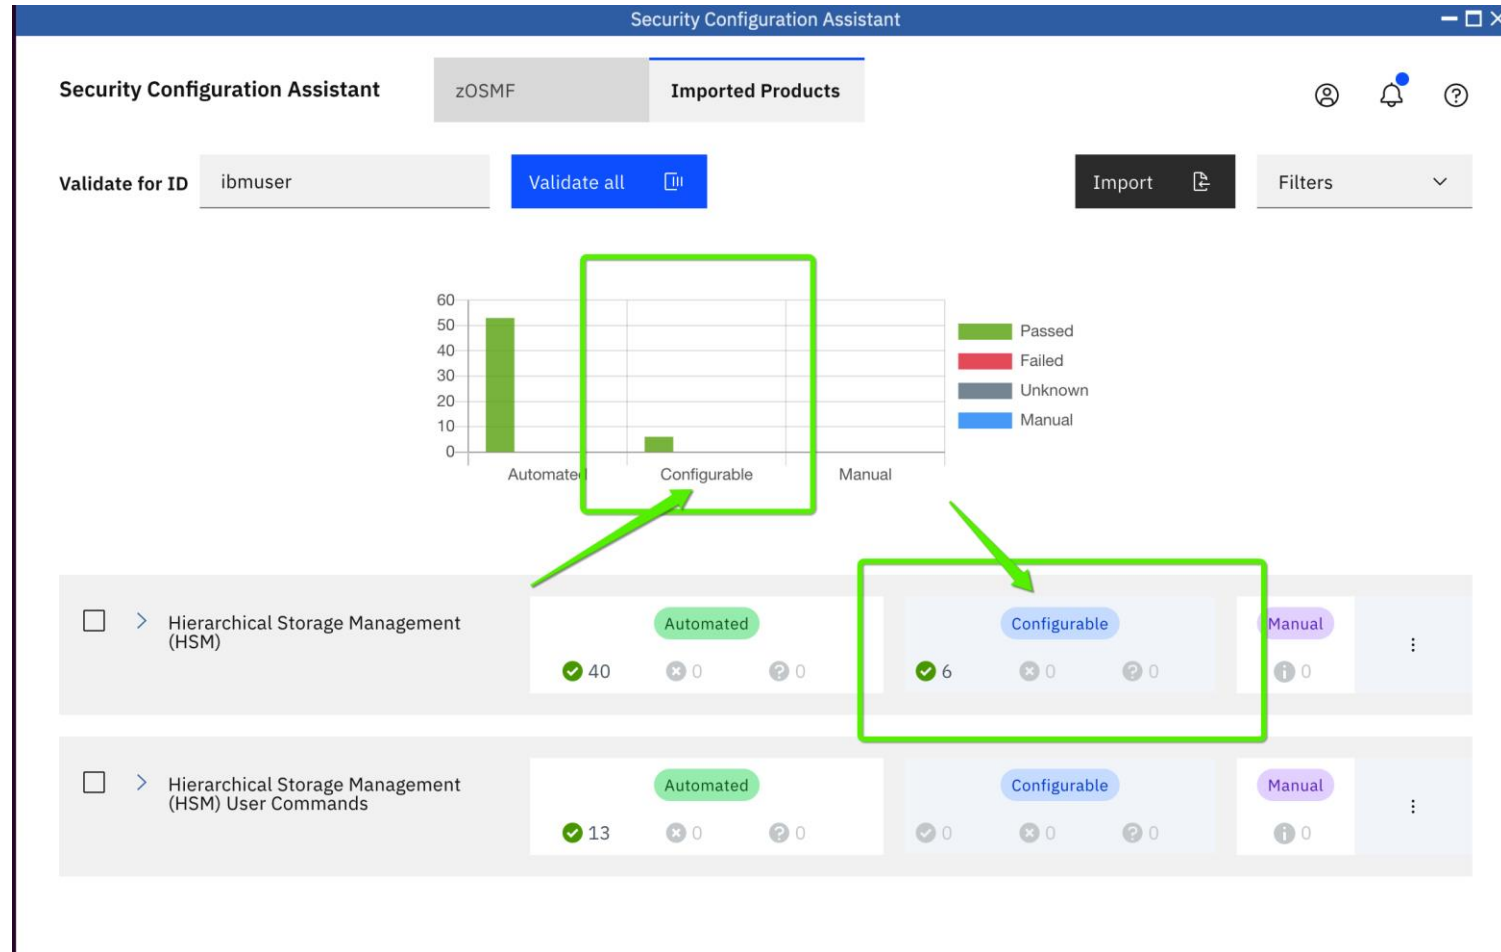 Security Configuration Assistant
Security Configuration Assistant
zOSMF
Imported Products
Validate for ID
ibmuser
Validate all
Import
Filters
60
50
40
30
20
10
0
Automated
Configurable
Manual
Passed
Failed
Unknown
Manual
Hierarchical Storage Management
(HSM)
Automated
40
0
0
Configurable
6
0
0
Manual
0
Hierarchical Storage Management
(HSM) User Commands
Automated
13
0
0
Configurable
0
0
0
Manual
0